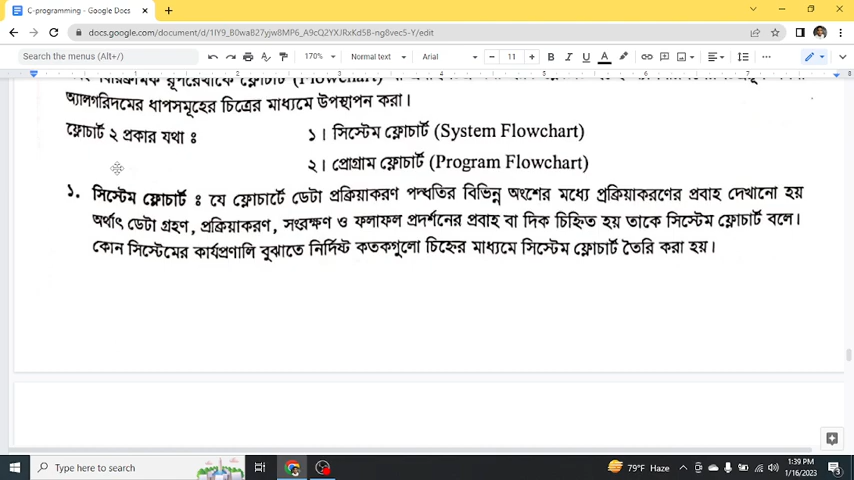 C-programming - Google Docs
docs.google.com/document/d/1IY9_B0waB27yjw8MP6_A9cQ2YXJRxKd5B-ng8vec5-Y/edit
Search the menus (Alt+/)
170%
Normal text
Arial
11
অ্যালগরিদমের ধাপসমূহের চিত্রের মাধ্যমে উপস্থাপন করা।
ফ্লোচার্ট ২ প্রকার যথা ঃ
১। সিস্টেম ফ্লোচার্ট (System Flowchart)
২। প্রোগ্রাম ফ্লোচার্ট (Program Flowchart)
১. সিস্টেম ফ্লোচার্ট ঃ যে ফ্লোচার্টে ডেটা প্রক্রিয়াকরণ পদ্ধতির বিভিন্ন অংশের মধ্যে প্রক্রিয়াকরণের প্রবাহ দেখানো হয়
অর্থাৎ ডেটা গ্রহণ, প্রক্রিয়াকরণ, সংরক্ষণ ও ফলাফল প্রদর্শনের প্রবাহ বা দিক চিহ্নিত হয় তাকে সিস্টেম ফ্লোচার্ট বলে।
কোন সিস্টেমের কার্যপ্রণালি বুঝাতে নির্দিষ্ট কতকগুলো চিহ্নের মাধ্যমে সিস্টেম ফ্লোচার্ট তৈরি করা হয়।
Type here to search
79°F Haze
1:39 PM
1/16/2023